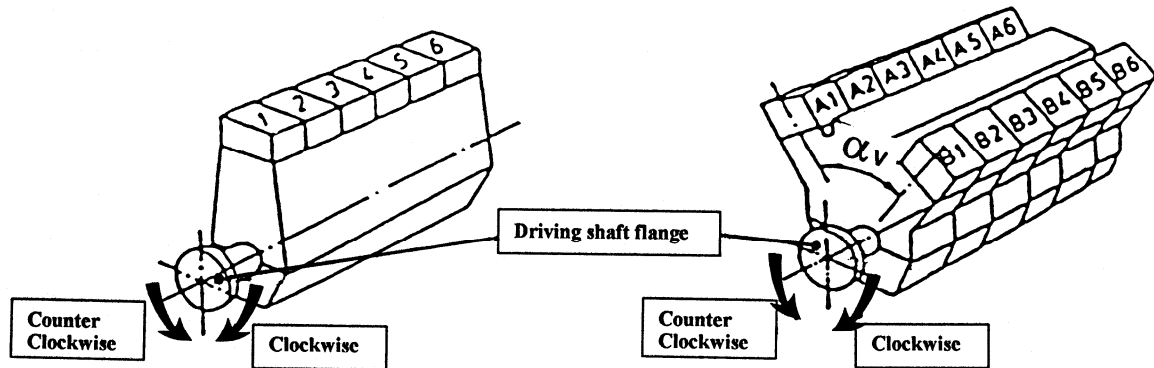 1 2 3 4 5 6
A1 A2 A3 A4 A5 A6
B1 B2 B3 B4 B5 B6
αv
Driving shaft flange
Counter
Clockwise
Clockwise
Counter
Clockwise
Clockwise